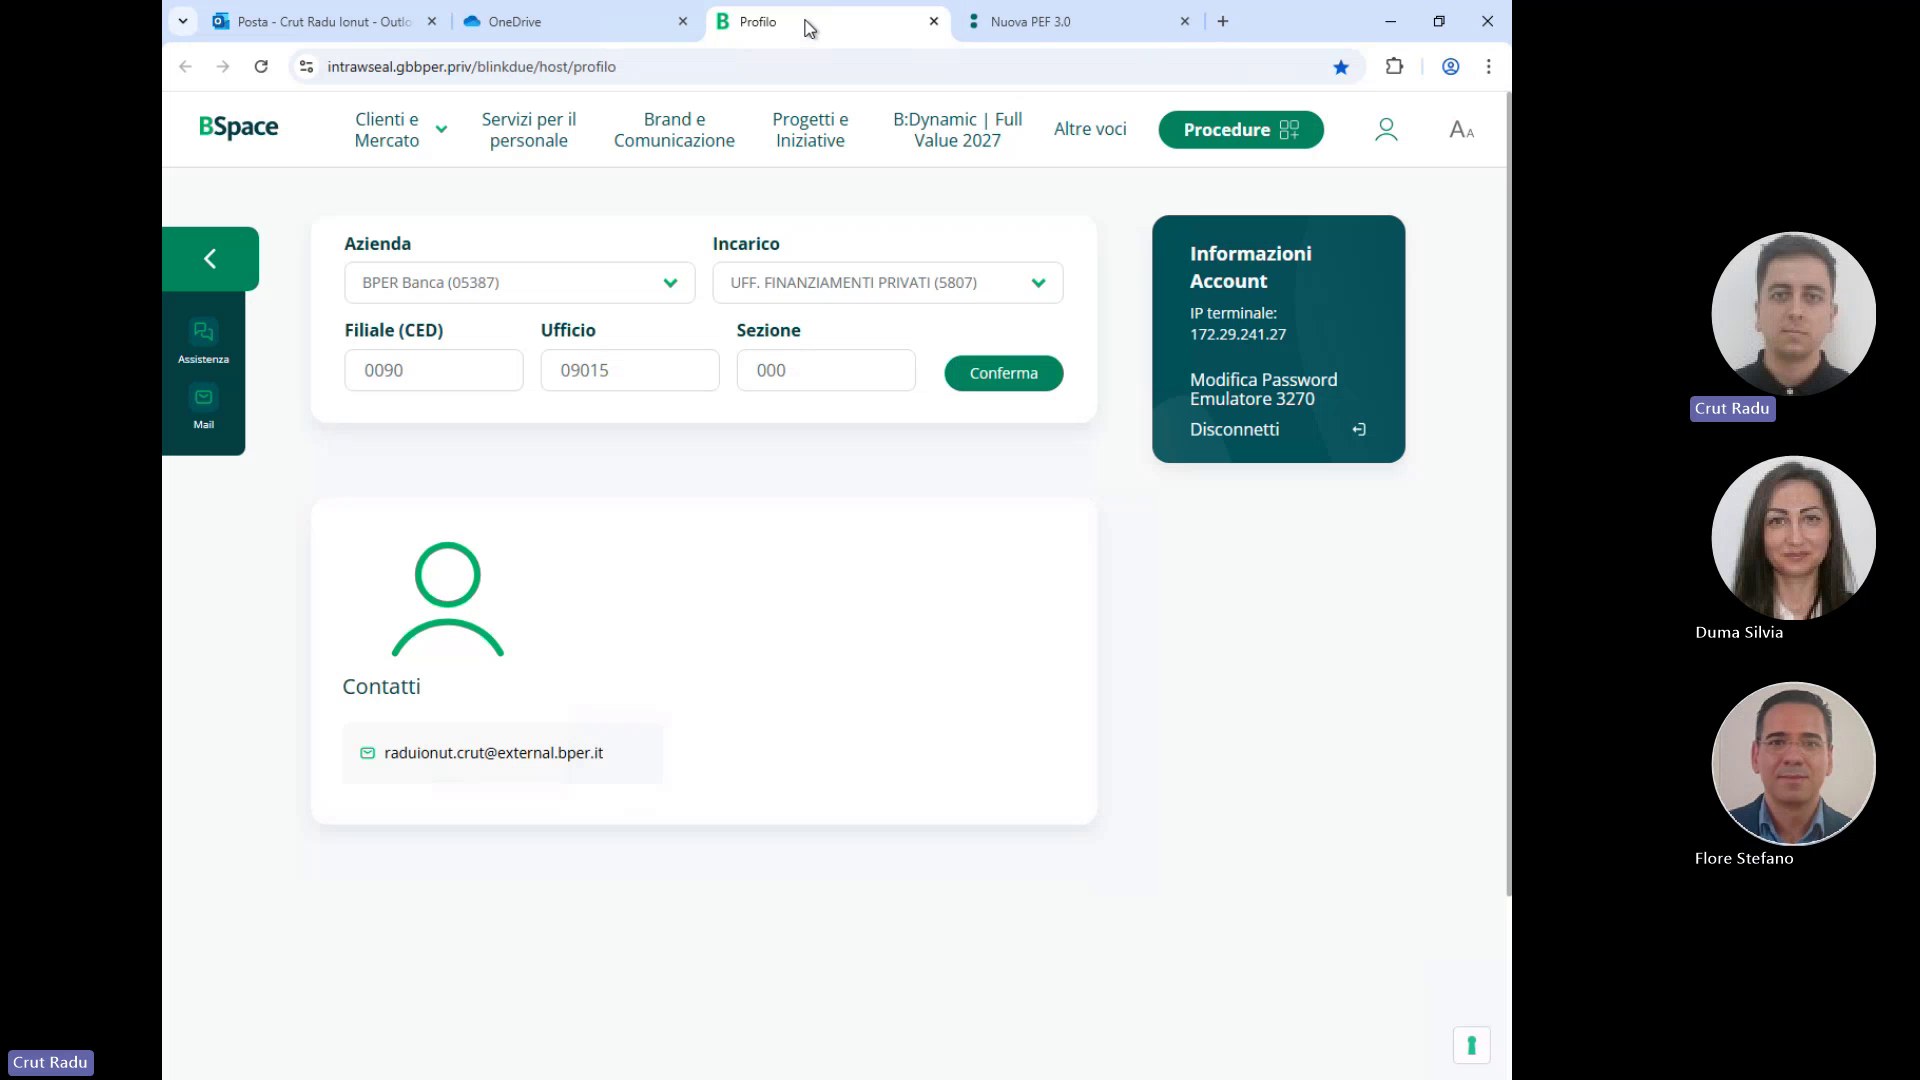 Posta - Crut Radu Ionut - Outlo
OneDrive
Profilo
Nuova PEF 3.0
intrawseal.gbbper.priv/blinkdue/host/profilo
BSpace
Clienti e
Mercato
Servizi per il
personale
Brand e
Comunicazione
Progetti e
Iniziative
B:Dynamic | Full
Value 2027
Altre voci
Procedure
AA
Assistenza
Mail
Azienda
BPER Banca (05387)
Incarico
UFF. FINANZIAMENTI PRIVATI (5807)
Filiale (CED)
0090
Ufficio
09015
Sezione
000
Conferma
Informazioni
Account
IP terminale:
172.29.241.27
Modifica Password
Emulatore 3270
Disconnetti
Contatti
raduionut.crut@external.bper.it
Crut Radu
Duma Silvia
Flore Stefano
Crut Radu